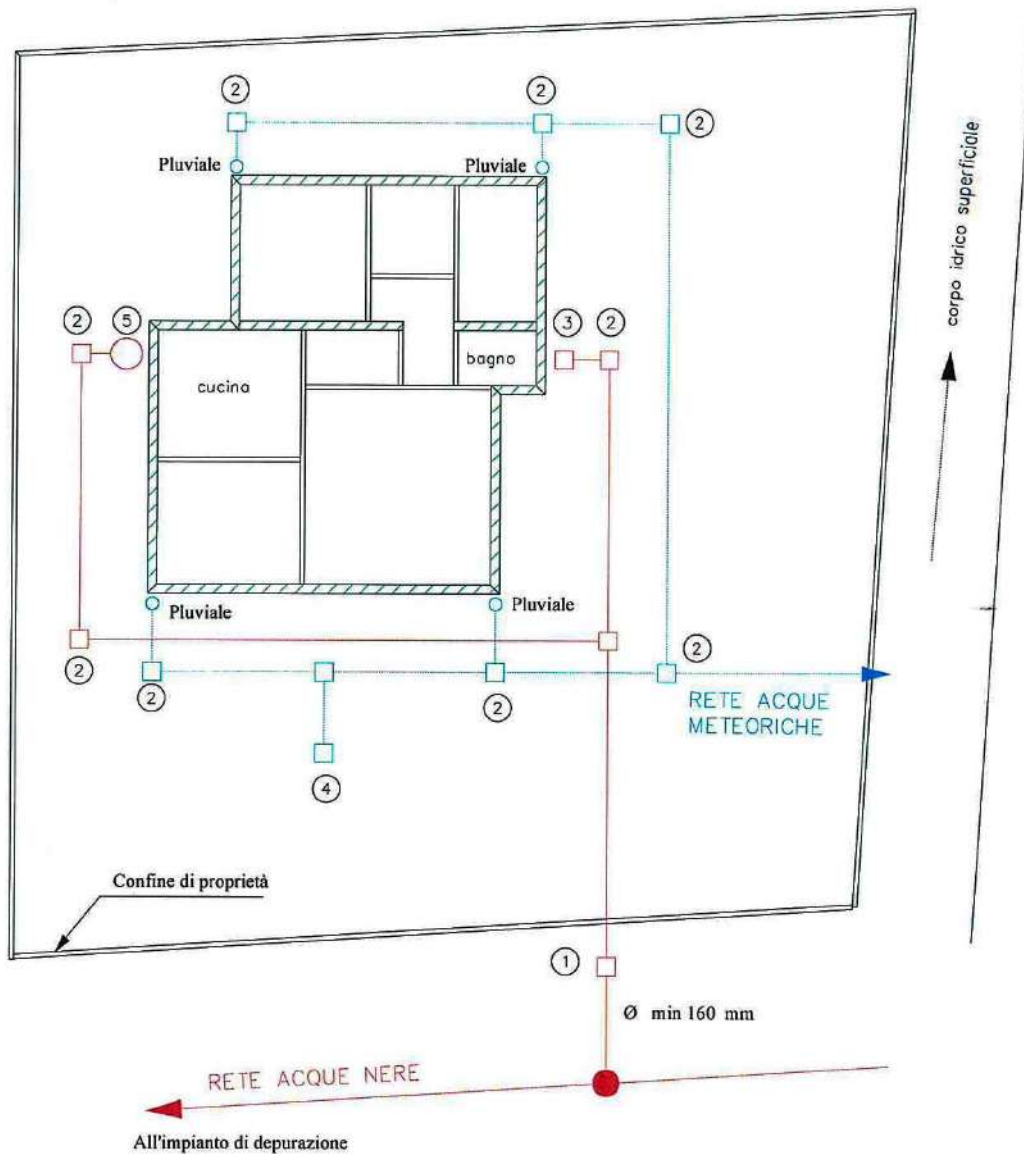 2
2
2
Pluviale
Pluviale
corpo idrico superficiale
2
5
3
2
bagno
cucina
Pluviale
Pluviale
2
2
2
2
RETE ACQUE
METEORICHE
4
Confine di proprietà
1
Ø min 160 mm
RETE ACQUE NERE
All'impianto di depurazione